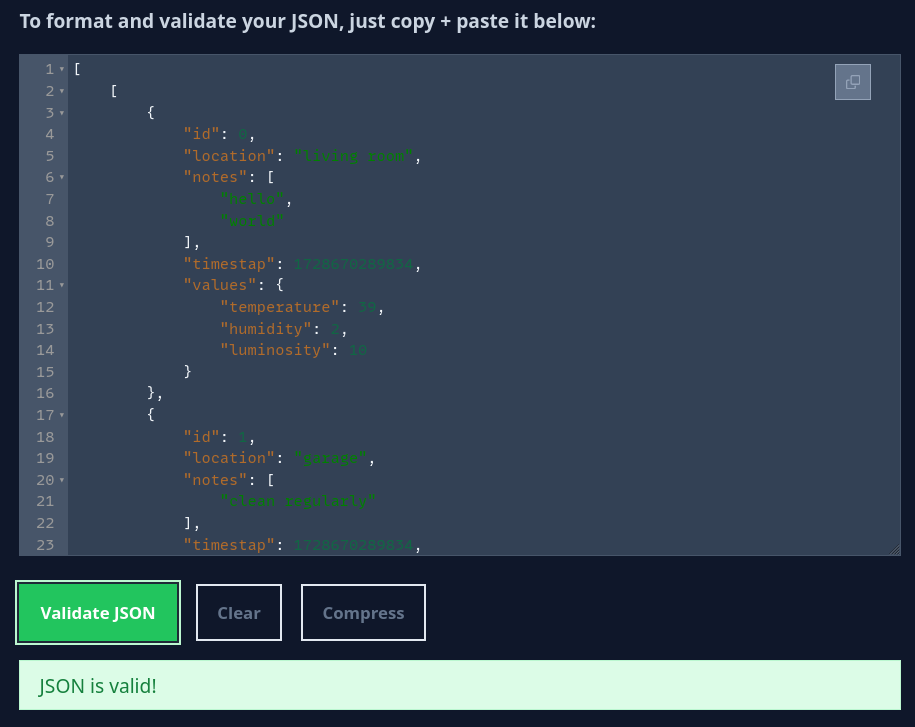 To format and validate your JSON, just copy + paste it below:
1 [
2 [
3 {
4 "id": 0,
5 "location": "living room",
6 "notes": [
7 "hello",
8 "world"
9 ],
10 "timestap": 1728670289834,
11 "values": {
12 "temperature": 39,
13 "humidity": 2,
14 "luminosity": 10
15 }
16 },
17 {
18 "id": 1,
19 "location": "garage",
20 "notes": [
21 "clean regularly"
22 ],
23 "timestap": 1728670289834,
Validate JSON Clear Compress
JSON is valid!